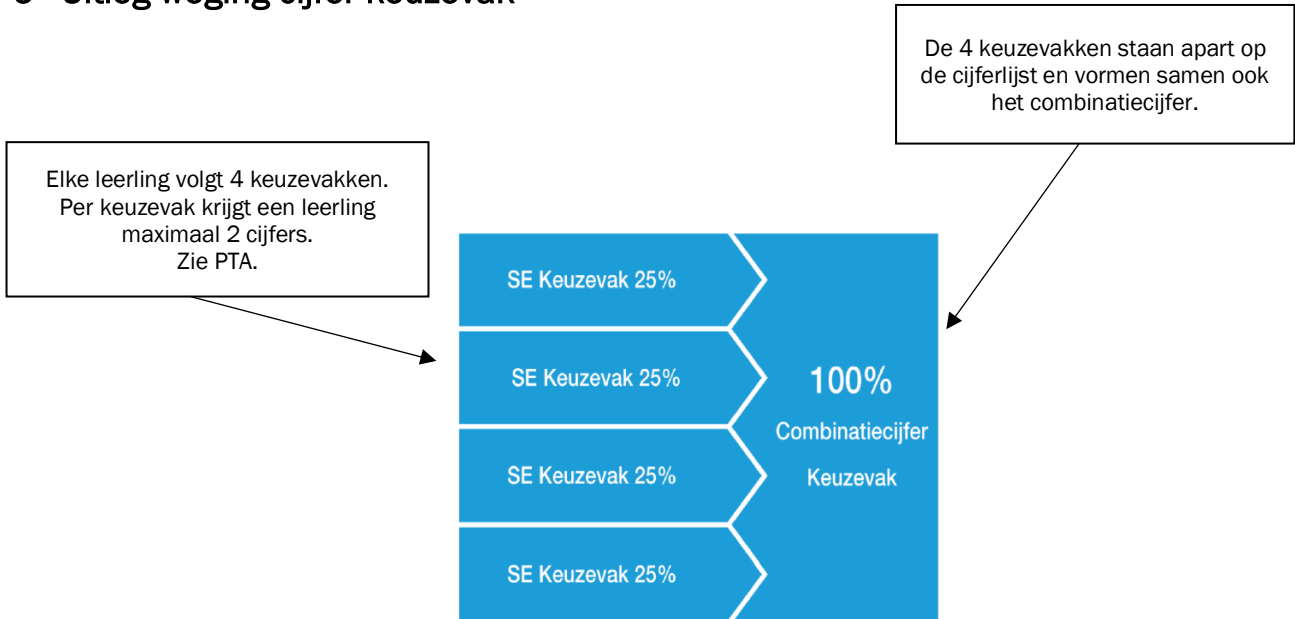 Uitleg weging cijfer keuzevak
De 4 keuzevakken staan apart op
de cijferlijst en vormen samen ook
het combinatiecijfer.
Elke leerling volgt 4 keuzevakken.
Per keuzevak krijgt een leerling
maximaal 2 cijfers.
Zie PTA.
SE Keuzevak 25%
SE Keuzevak 25%
SE Keuzevak 25%
SE Keuzevak 25%
100%
Combinatiecijfer
Keuzevak